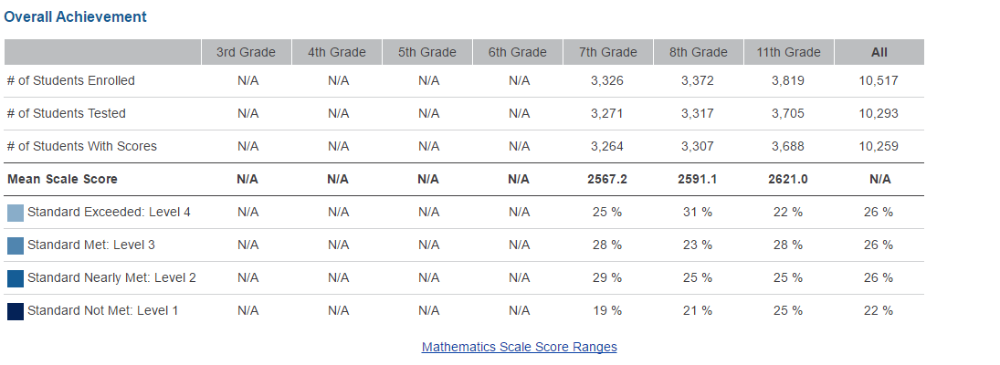 Overall Achievement
3rd Grade 4th Grade 5th Grade 6th Grade 7th Grade 8th Grade 11th Grade All
# of Students Enrolled N/A N/A N/A N/A 3,326 3,372 3,819 10,517
# of Students Tested N/A N/A N/A N/A 3,271 3,317 3,705 10,293
# of Students With Scores N/A N/A N/A N/A 3,264 3,307 3,688 10,259
Mean Scale Score N/A N/A N/A N/A 2567.2 2591.1 2621.0 N/A
Standard Exceeded: Level 4 N/A N/A N/A N/A 25 % 31 % 22 % 26 %
Standard Met: Level 3 N/A N/A N/A N/A 28 % 23 % 28 % 26 %
Standard Nearly Met: Level 2 N/A N/A N/A N/A 29 % 25 % 25 % 26 %
Standard Not Met: Level 1 N/A N/A N/A N/A 19 % 21 % 25 % 22 %
Mathematics Scale Score Ranges